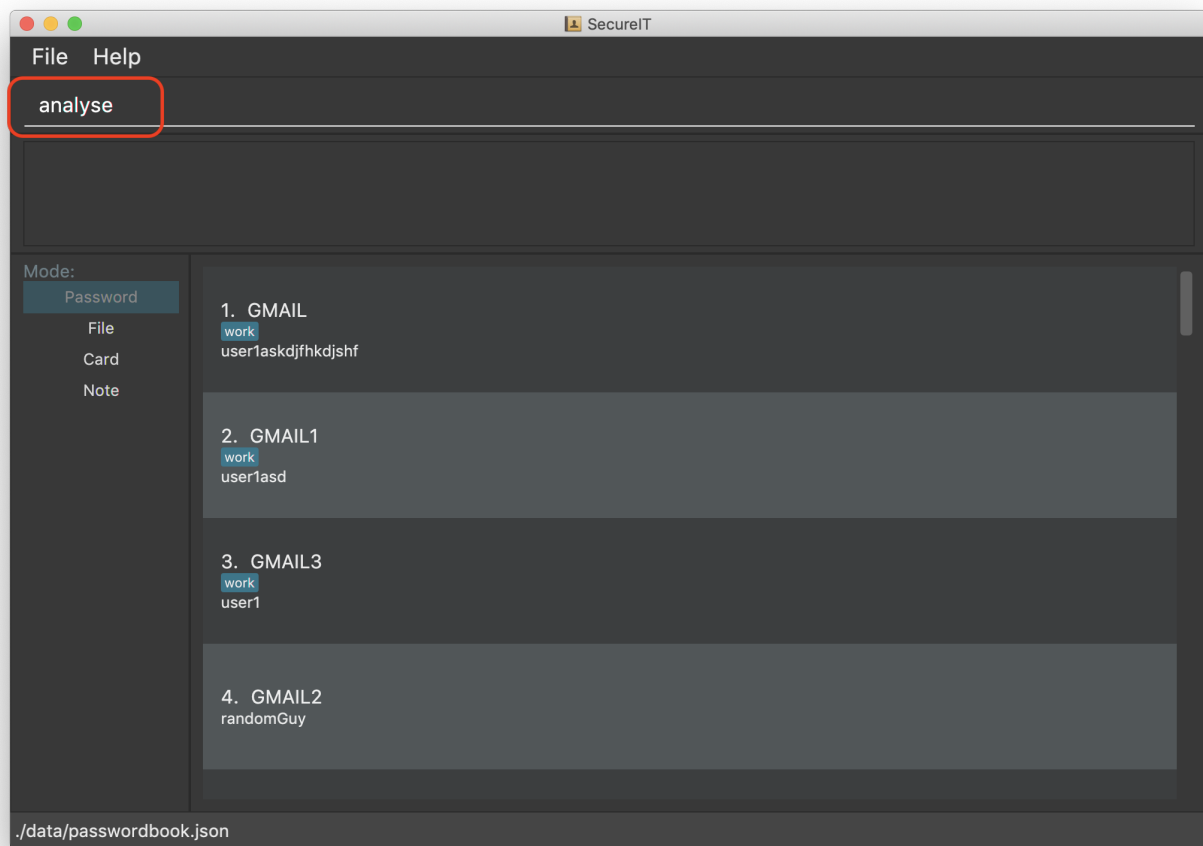 SecureIT
File Help
analyse
Mode:
Password
File
Card
Note
1. GMAIL
work
user1askdjfhkdjshf
2. GMAIL1
work
user1asd
3. GMAIL3
work
user1
4. GMAIL2
randomGuy
./data/passwordbook.json